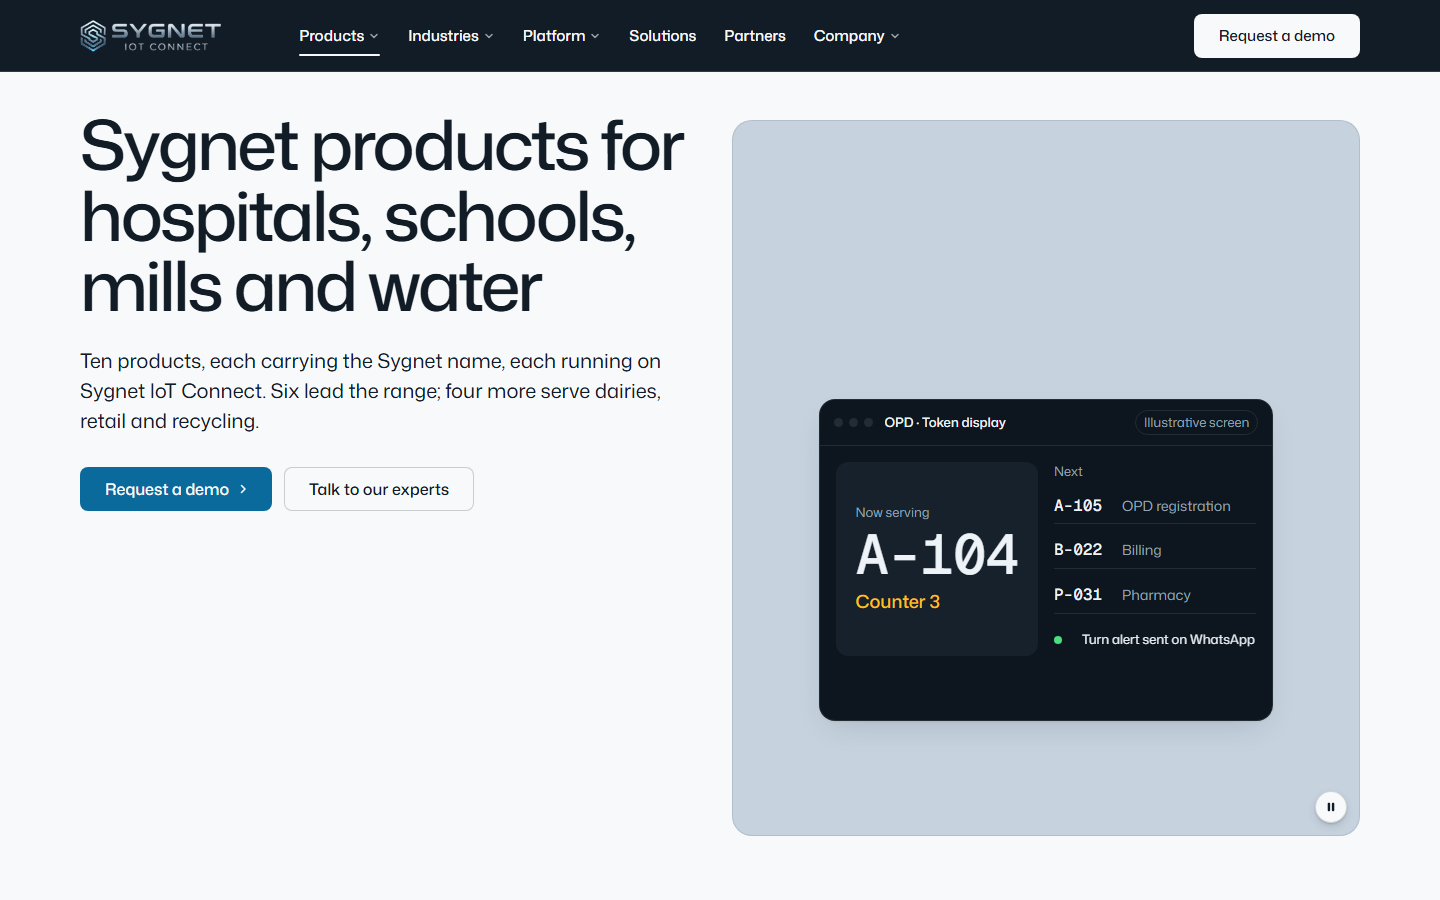 SYGNET
IOT CONNECT
Products
Industries
Platform
Solutions
Partners
Company
Request a demo
Sygnet products for
hospitals, schools,
mills and water
Ten products, each carrying the Sygnet name, each running on
Sygnet IoT Connect. Six lead the range; four more serve dairies,
retail and recycling.
Request a demo
Talk to our experts
OPD · Token display
Illustrative screen
Now serving
A-104
Counter 3
Next
A-105 OPD registration
B-022 Billing
P-031 Pharmacy
Turn alert sent on WhatsApp